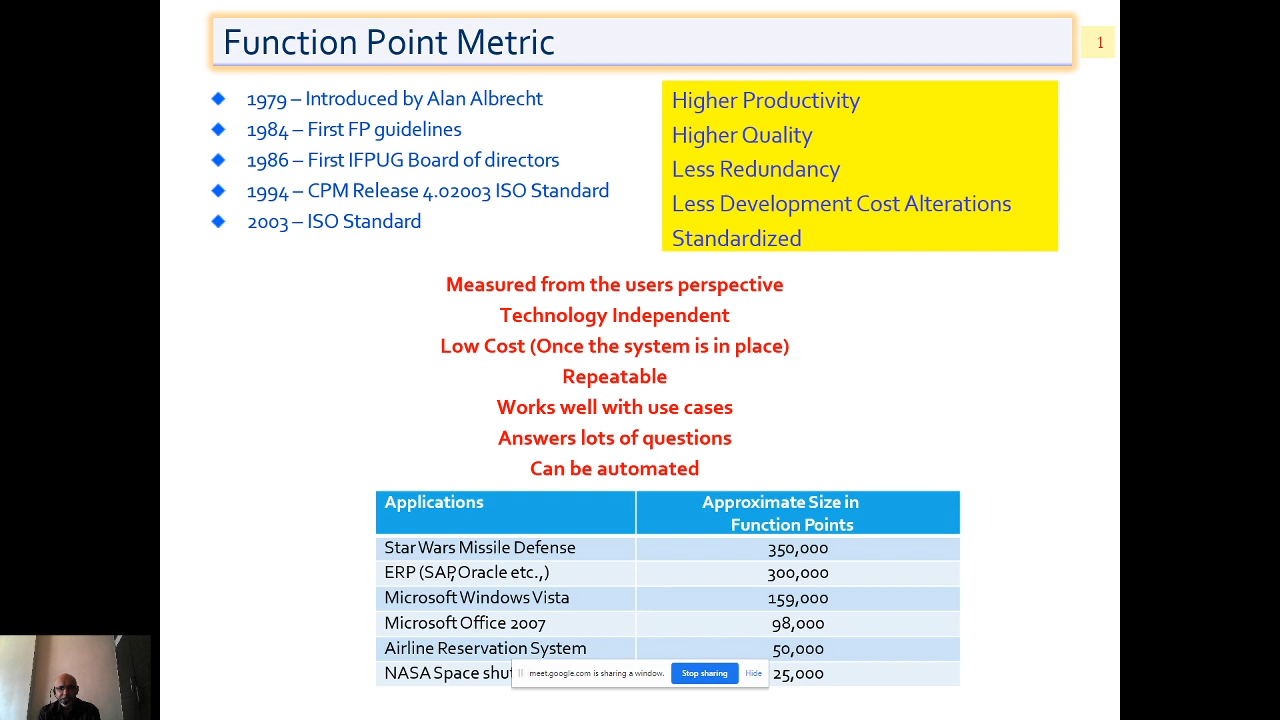 Function Point Metric
1
1979 – Introduced by Alan Albrecht
1984 – First FP guidelines
1986 – First IFPUG Board of directors
1994 – CPM Release 4.02003 ISO Standard
2003 – ISO Standard
Higher Productivity
Higher Quality
Less Redundancy
Less Development Cost Alterations
Standardized
Measured from the users perspective
Technology Independent
Low Cost (Once the system is in place)
Repeatable
Works well with use cases
Answers lots of questions
Can be automated
Applications Approximate Size in
Function Points
Star Wars Missile Defense 350,000
ERP (SAP, Oracle etc.,) 300,000
Microsoft Windows Vista 159,000
Microsoft Office 2007 98,000
Airline Reservation System 50,000
NASA Space shut 25,000
meet.google.com is sharing a window. Stop sharing Hide